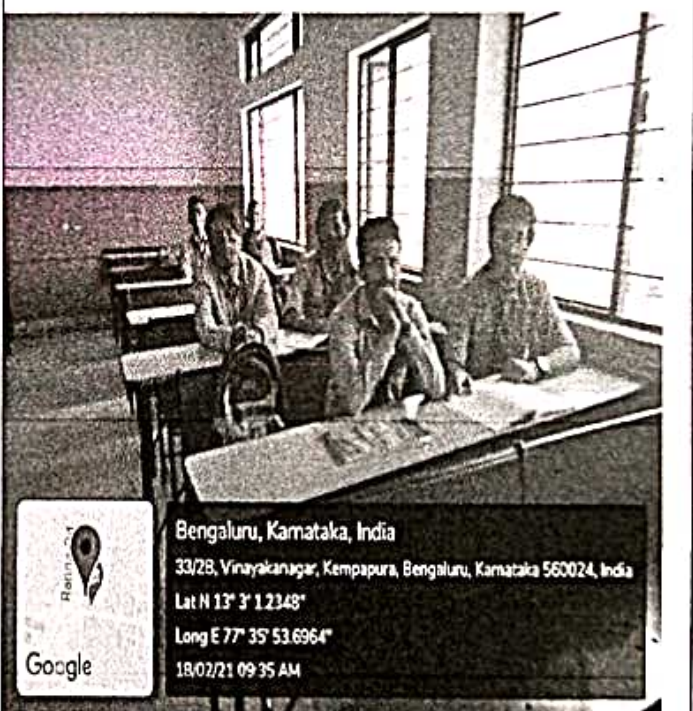 Bengaluru, Karnataka, India
33/28, Vinayakanagar, Kempapura, Bengaluru, Karnataka 560024, India
Lat N 13° 3' 1.2348"
Long E 77° 35' 53.6964"
Google
18/02/21 09:35 AM